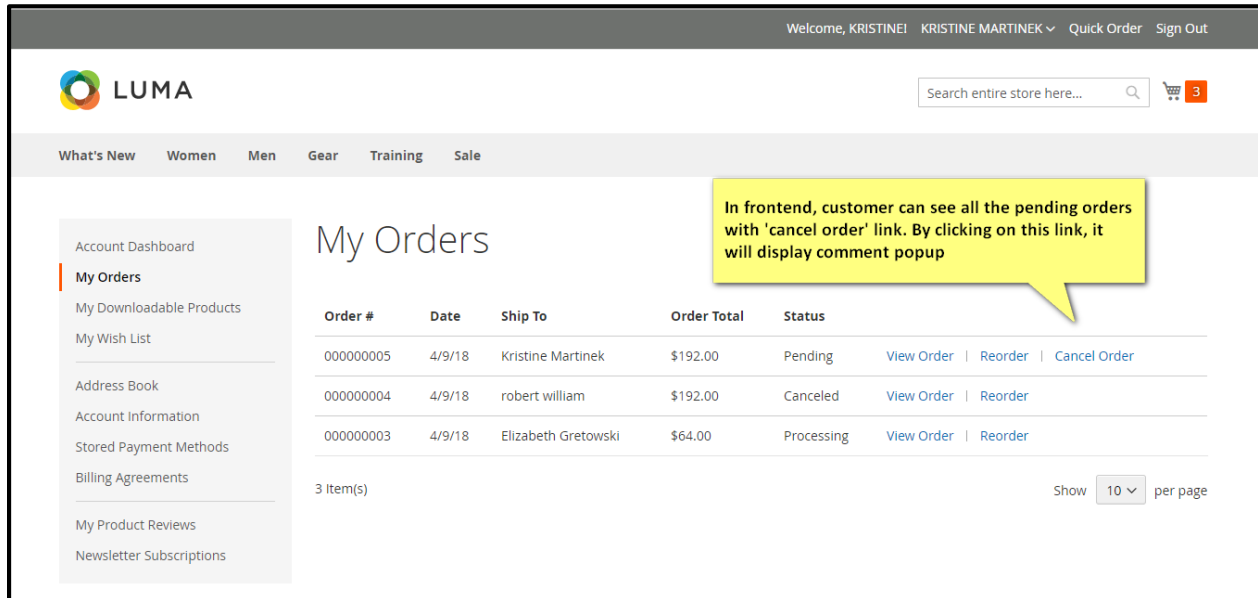 Welcome, KRISTINEI KRISTINE MARTINEK Quick Order Sign Out
LUMA
Search entire store here...
3
What's New Women Men Gear Training Sale
In frontend, customer can see all the pending orders
with 'cancel order' link. By clicking on this link, it
will display comment popup
Account Dashboard
My Orders
My Downloadable Products
My Wish List
Address Book
Account Information
Stored Payment Methods
Billing Agreements
My Product Reviews
Newsletter Subscriptions
My Orders
Order # Date Ship To Order Total Status
000000005 4/9/18 Kristine Martinek $192.00 Pending View Order | Reorder | Cancel Order
000000004 4/9/18 robert william $192.00 Canceled View Order | Reorder
000000003 4/9/18 Elizabeth Gretowski $64.00 Processing View Order | Reorder
3 Item(s)
Show 10 per page